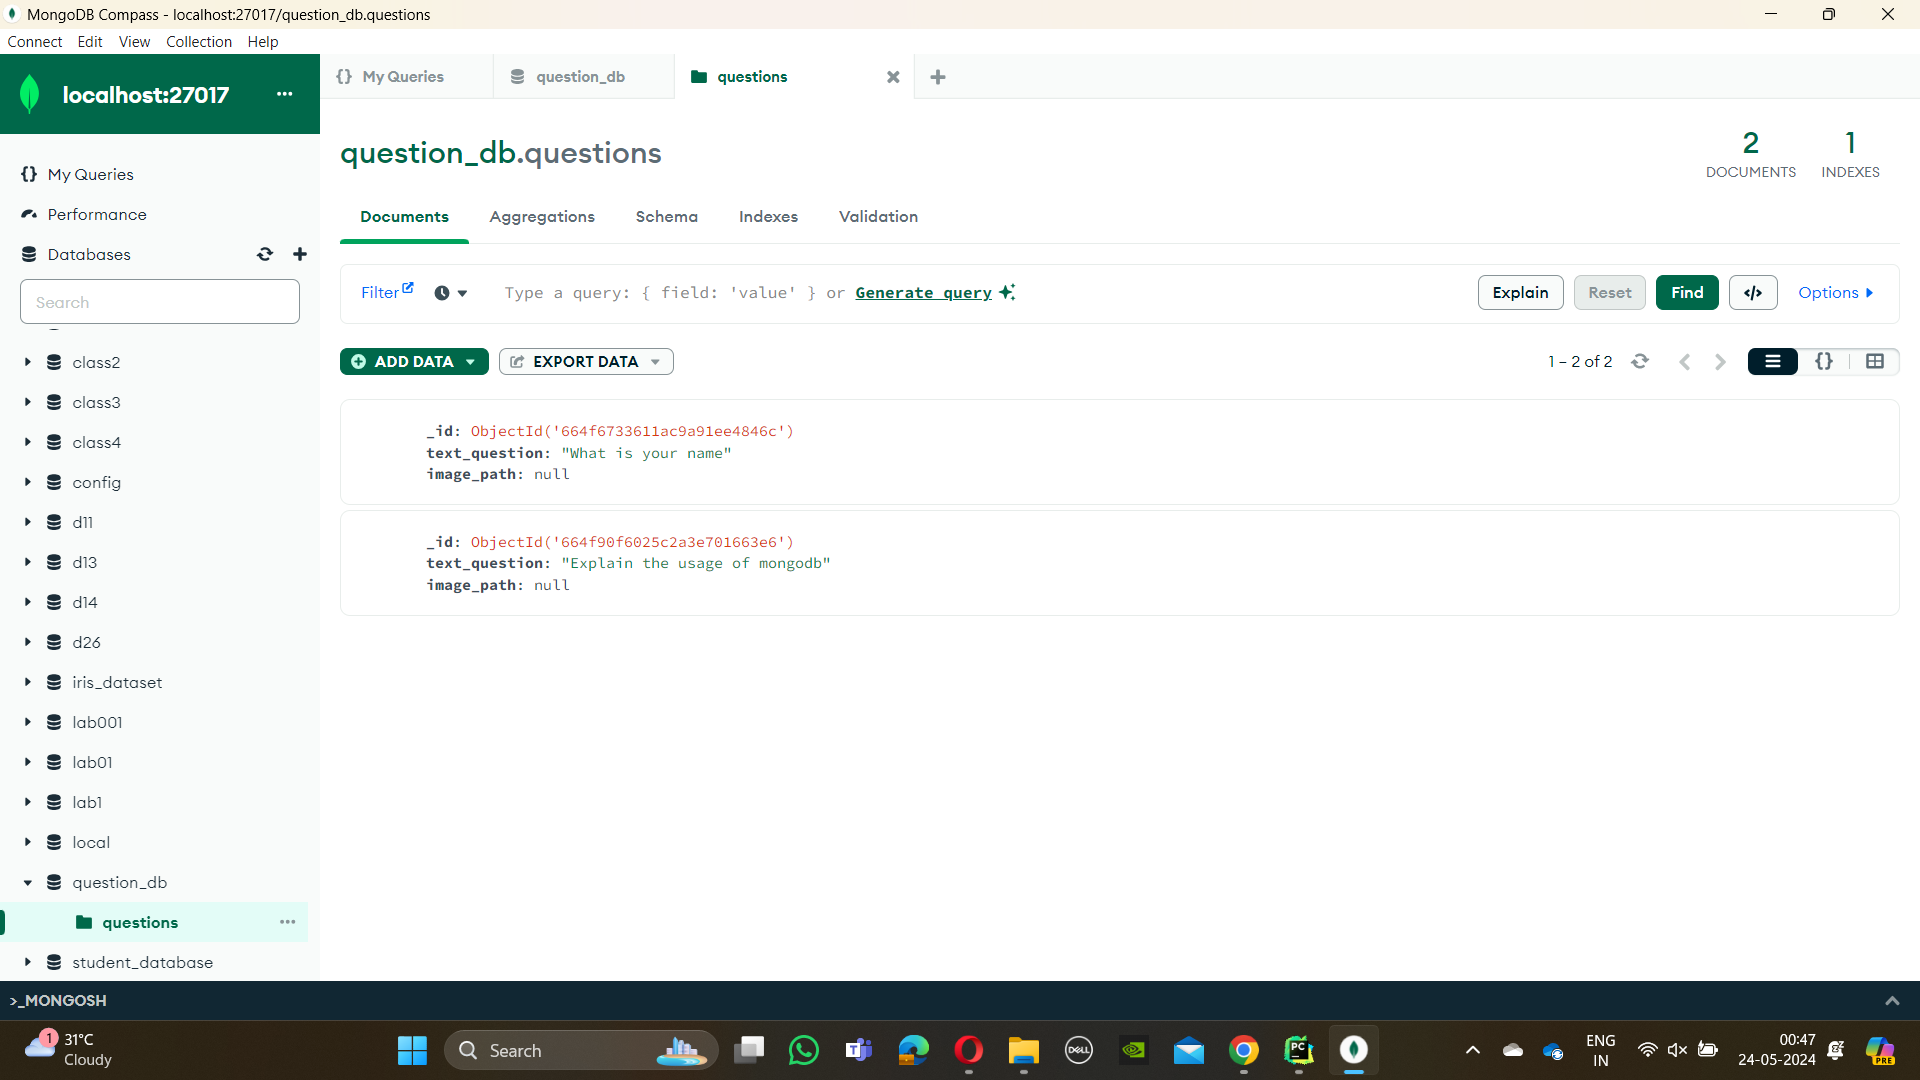 MongoDB Compass - localhost:27017/question_db.questions
Connect Edit View Collection Help
localhost:27017 ...
{} My Queries
question_db
questions
{} My Queries
Performance
Databases
Search
class2
class3
class4
config
d11
d13
d14
d26
iris_dataset
lab001
lab01
lab1
local
question_db
questions ...
student_database
question_db.questions
2
DOCUMENTS
1
INDEXES
Documents Aggregations Schema Indexes Validation
Filter Type a query: { field: 'value' } or Generate query Explain Reset Find </> Options
ADD DATA EXPORT DATA 1 – 2 of 2 {}
_id: ObjectId('664f6733611ac9a91ee4846c')
text_question: "What is your name"
image_path: null
_id: ObjectId('664f90f6025c2a3e701663e6')
text_question: "Explain the usage of mongodb"
image_path: null
>_MONGOSH
1
31°C
Cloudy
Search
DELL
PC
ENG
IN
00:47
24-05-2024
PRE